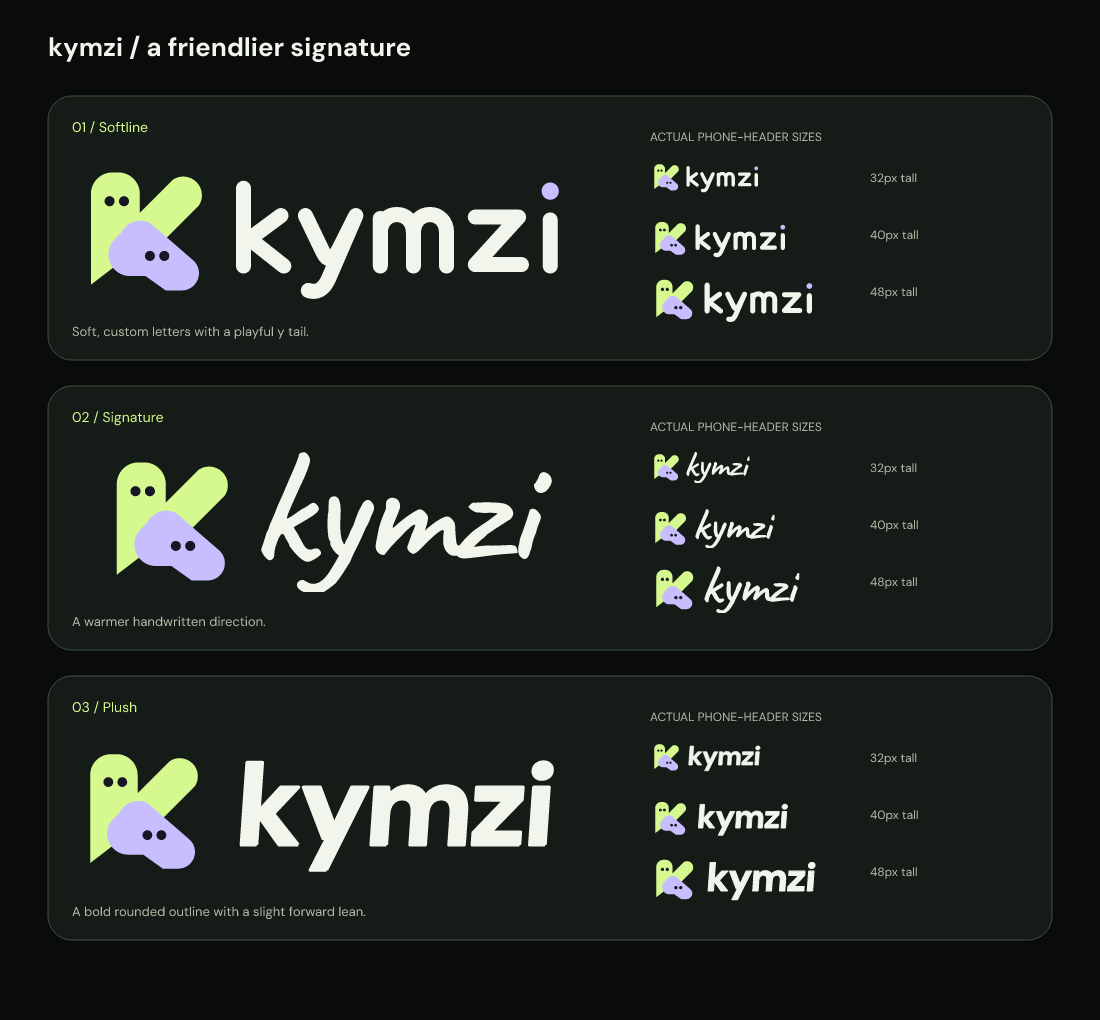 kymzi / a friendlier signature
01 / Softline
kymzi
Soft, custom letters with a playful y tail.
ACTUAL PHONE-HEADER SIZES
kymzi 32px tall
kymzi 40px tall
kymzi 48px tall
02 / Signature
kymzi
A warmer handwritten direction.
ACTUAL PHONE-HEADER SIZES
kymzi 32px tall
kymzi 40px tall
kymzi 48px tall
03 / Plush
kymzi
A bold rounded outline with a slight forward lean.
ACTUAL PHONE-HEADER SIZES
kymzi 32px tall
kymzi 40px tall
kymzi 48px tall